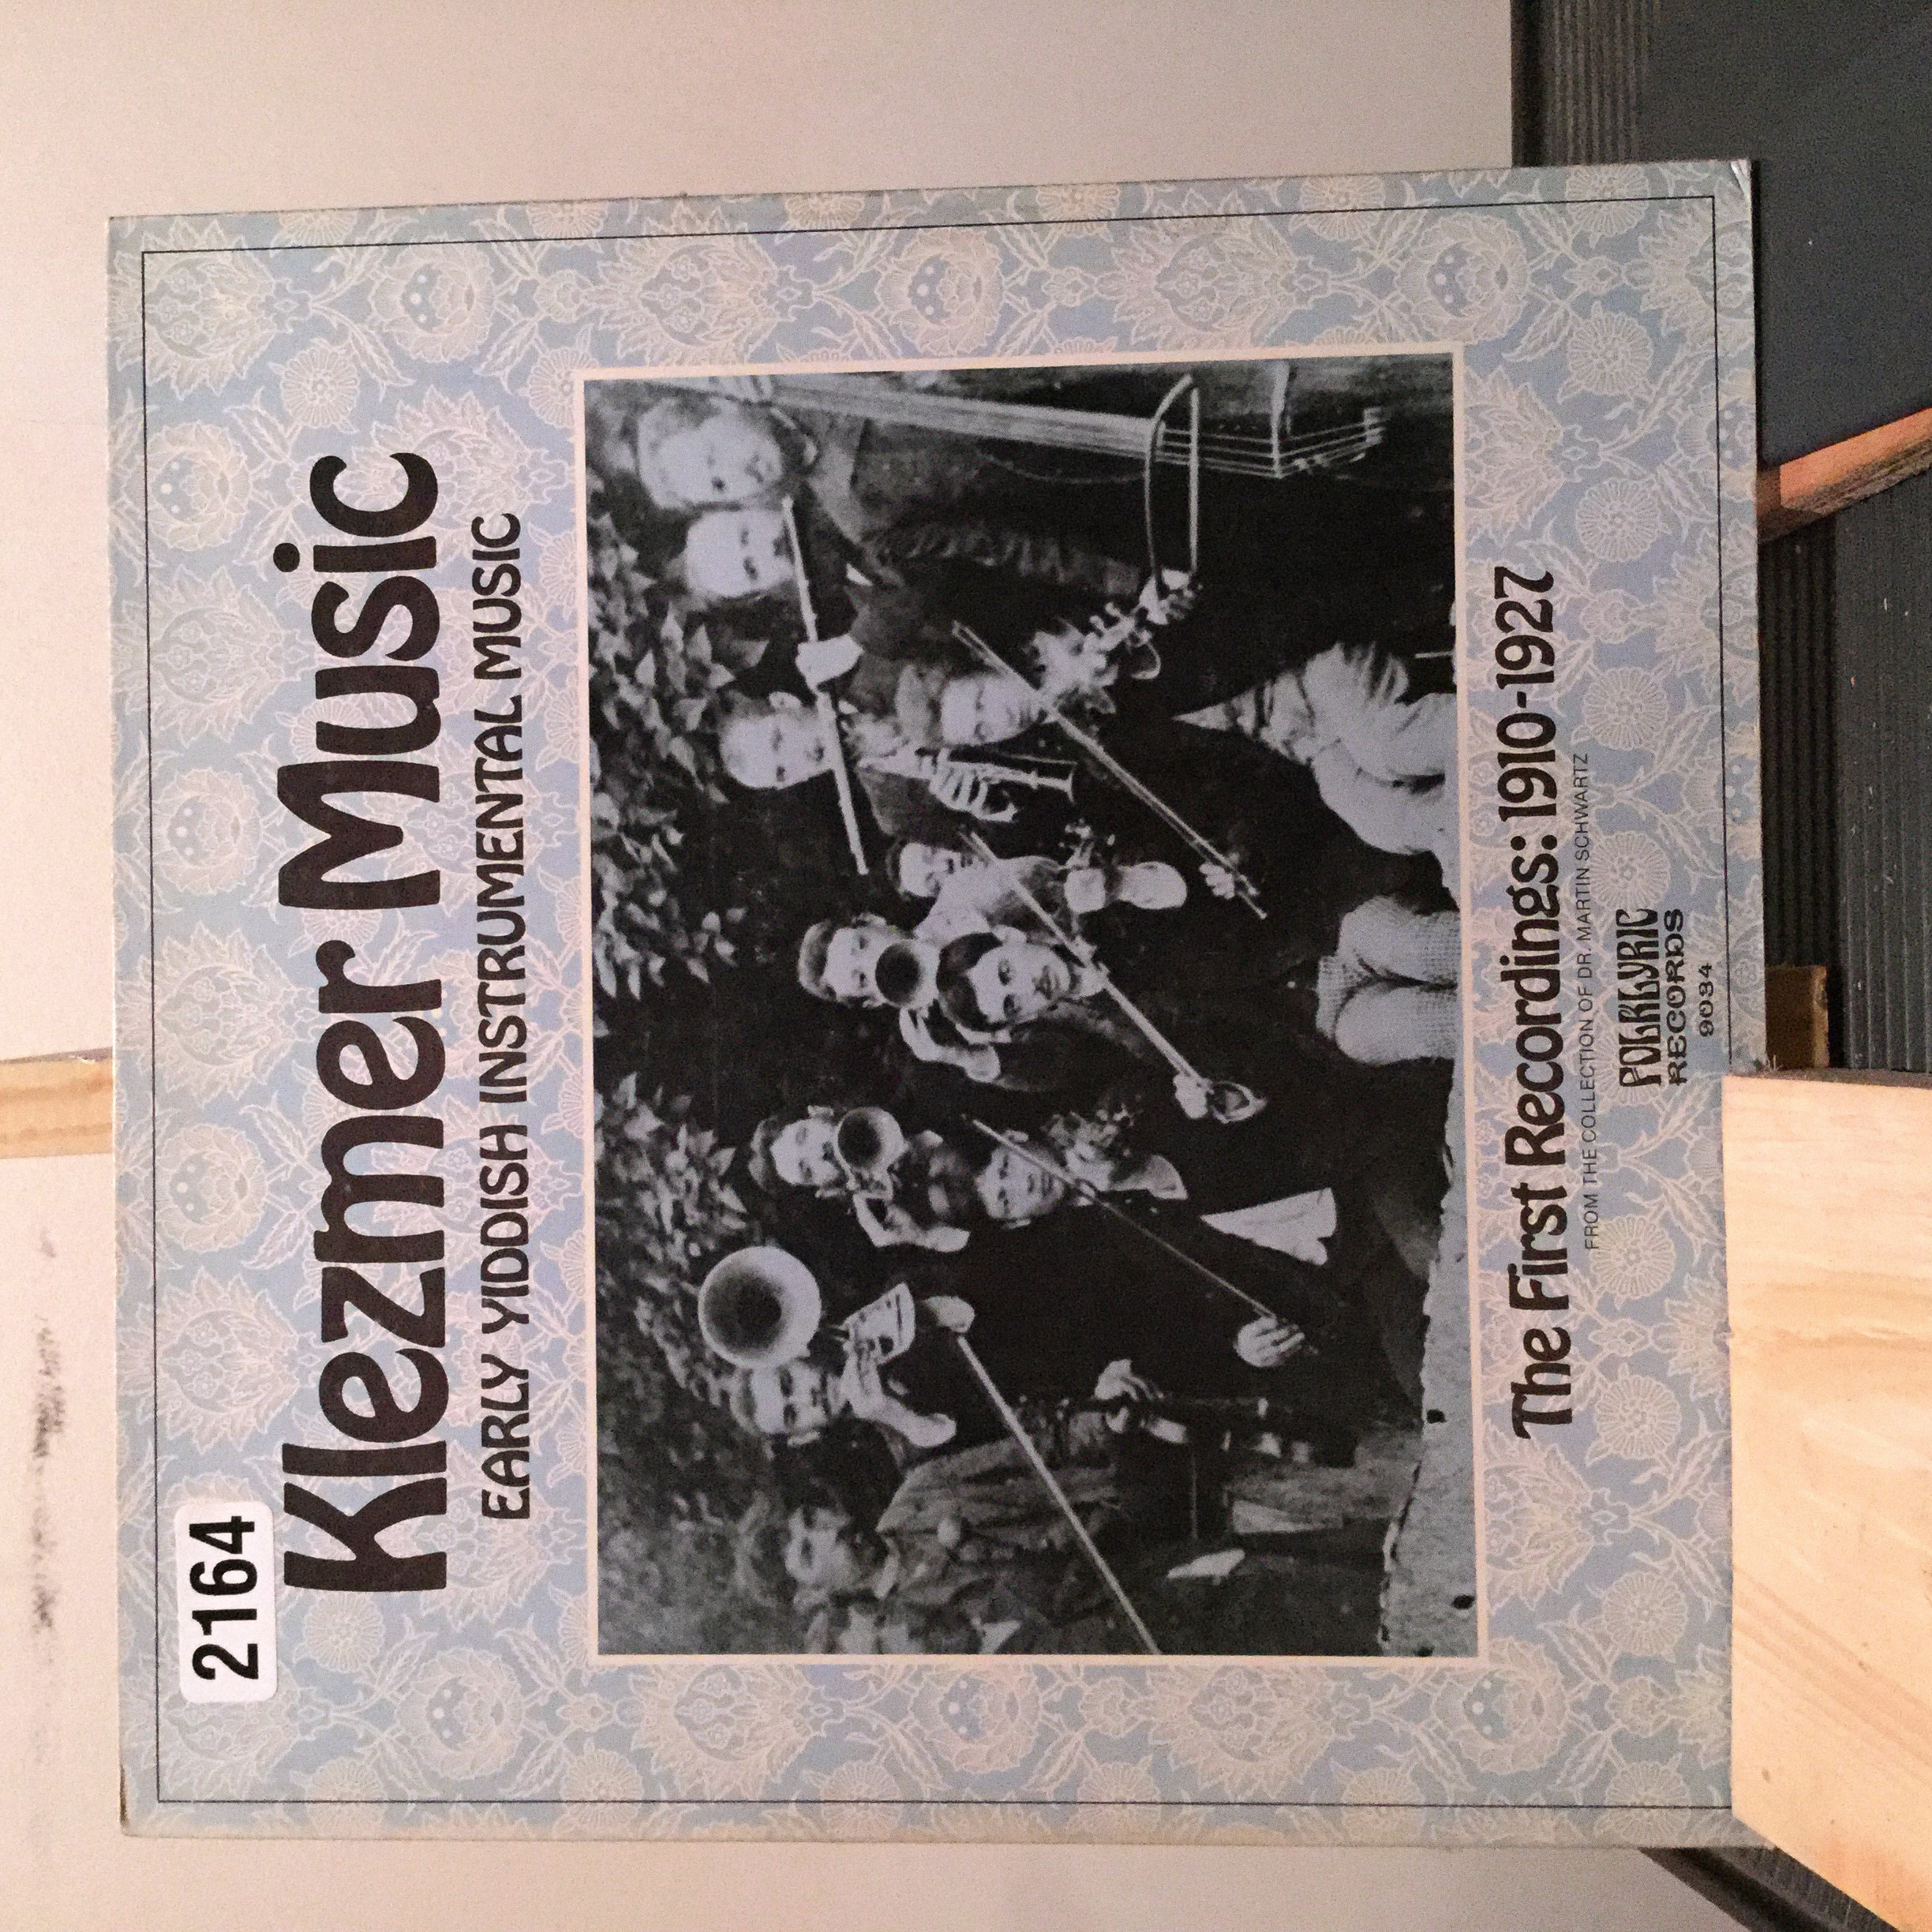 2164
Klezmer Music
EARLY YIDDISH INSTRUMENTAL MUSIC
The First Recordings: 1910-1927
FROM THE COLLECTION OF DR. MARTIN SCHWARTZ
FOLKLYRIC
RECORDS
9034